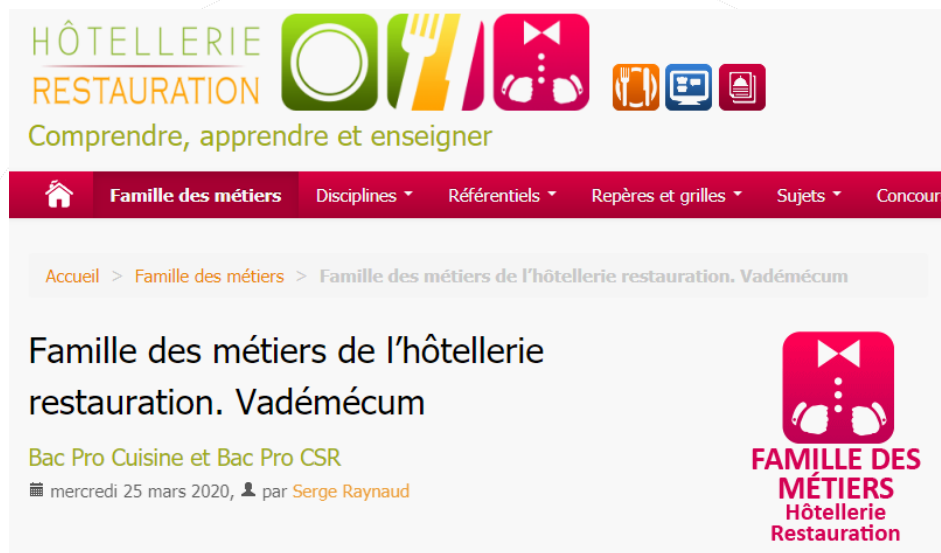 HÔTELLERIE
RESTAURATION
Comprendre, apprendre et enseigner
Famille des métiers Disciplines Référentiels Repères et grilles Sujets Concour
Accueil > Famille des métiers > Famille des métiers de l'hôtellerie restauration. Vadémécum
Famille des métiers de l'hôtellerie
restauration. Vadémécum
Bac Pro Cuisine et Bac Pro CSR
mercredi 25 mars 2020, par Serge Raynaud
FAMILLE DES
MÉTIERS
Hôtellerie
Restauration